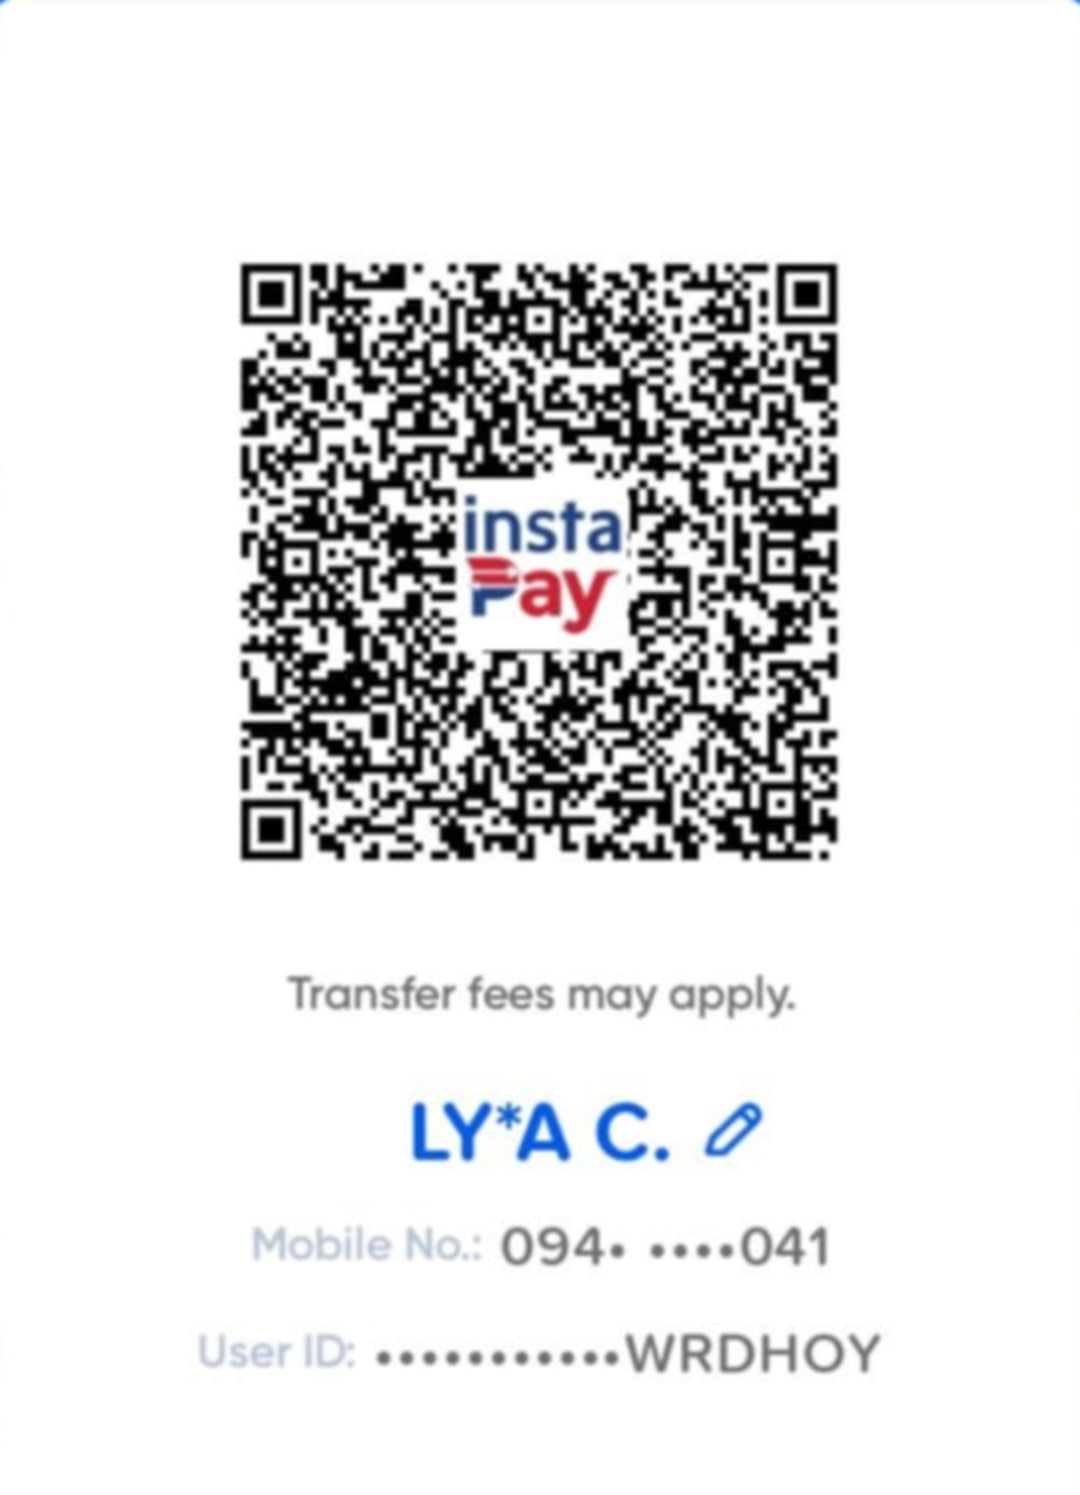 insta
Pay
Transfer fees may apply.
LY*A C.
Mobile No.: 094• ••••041
User ID: •••••••••••WRDHOY